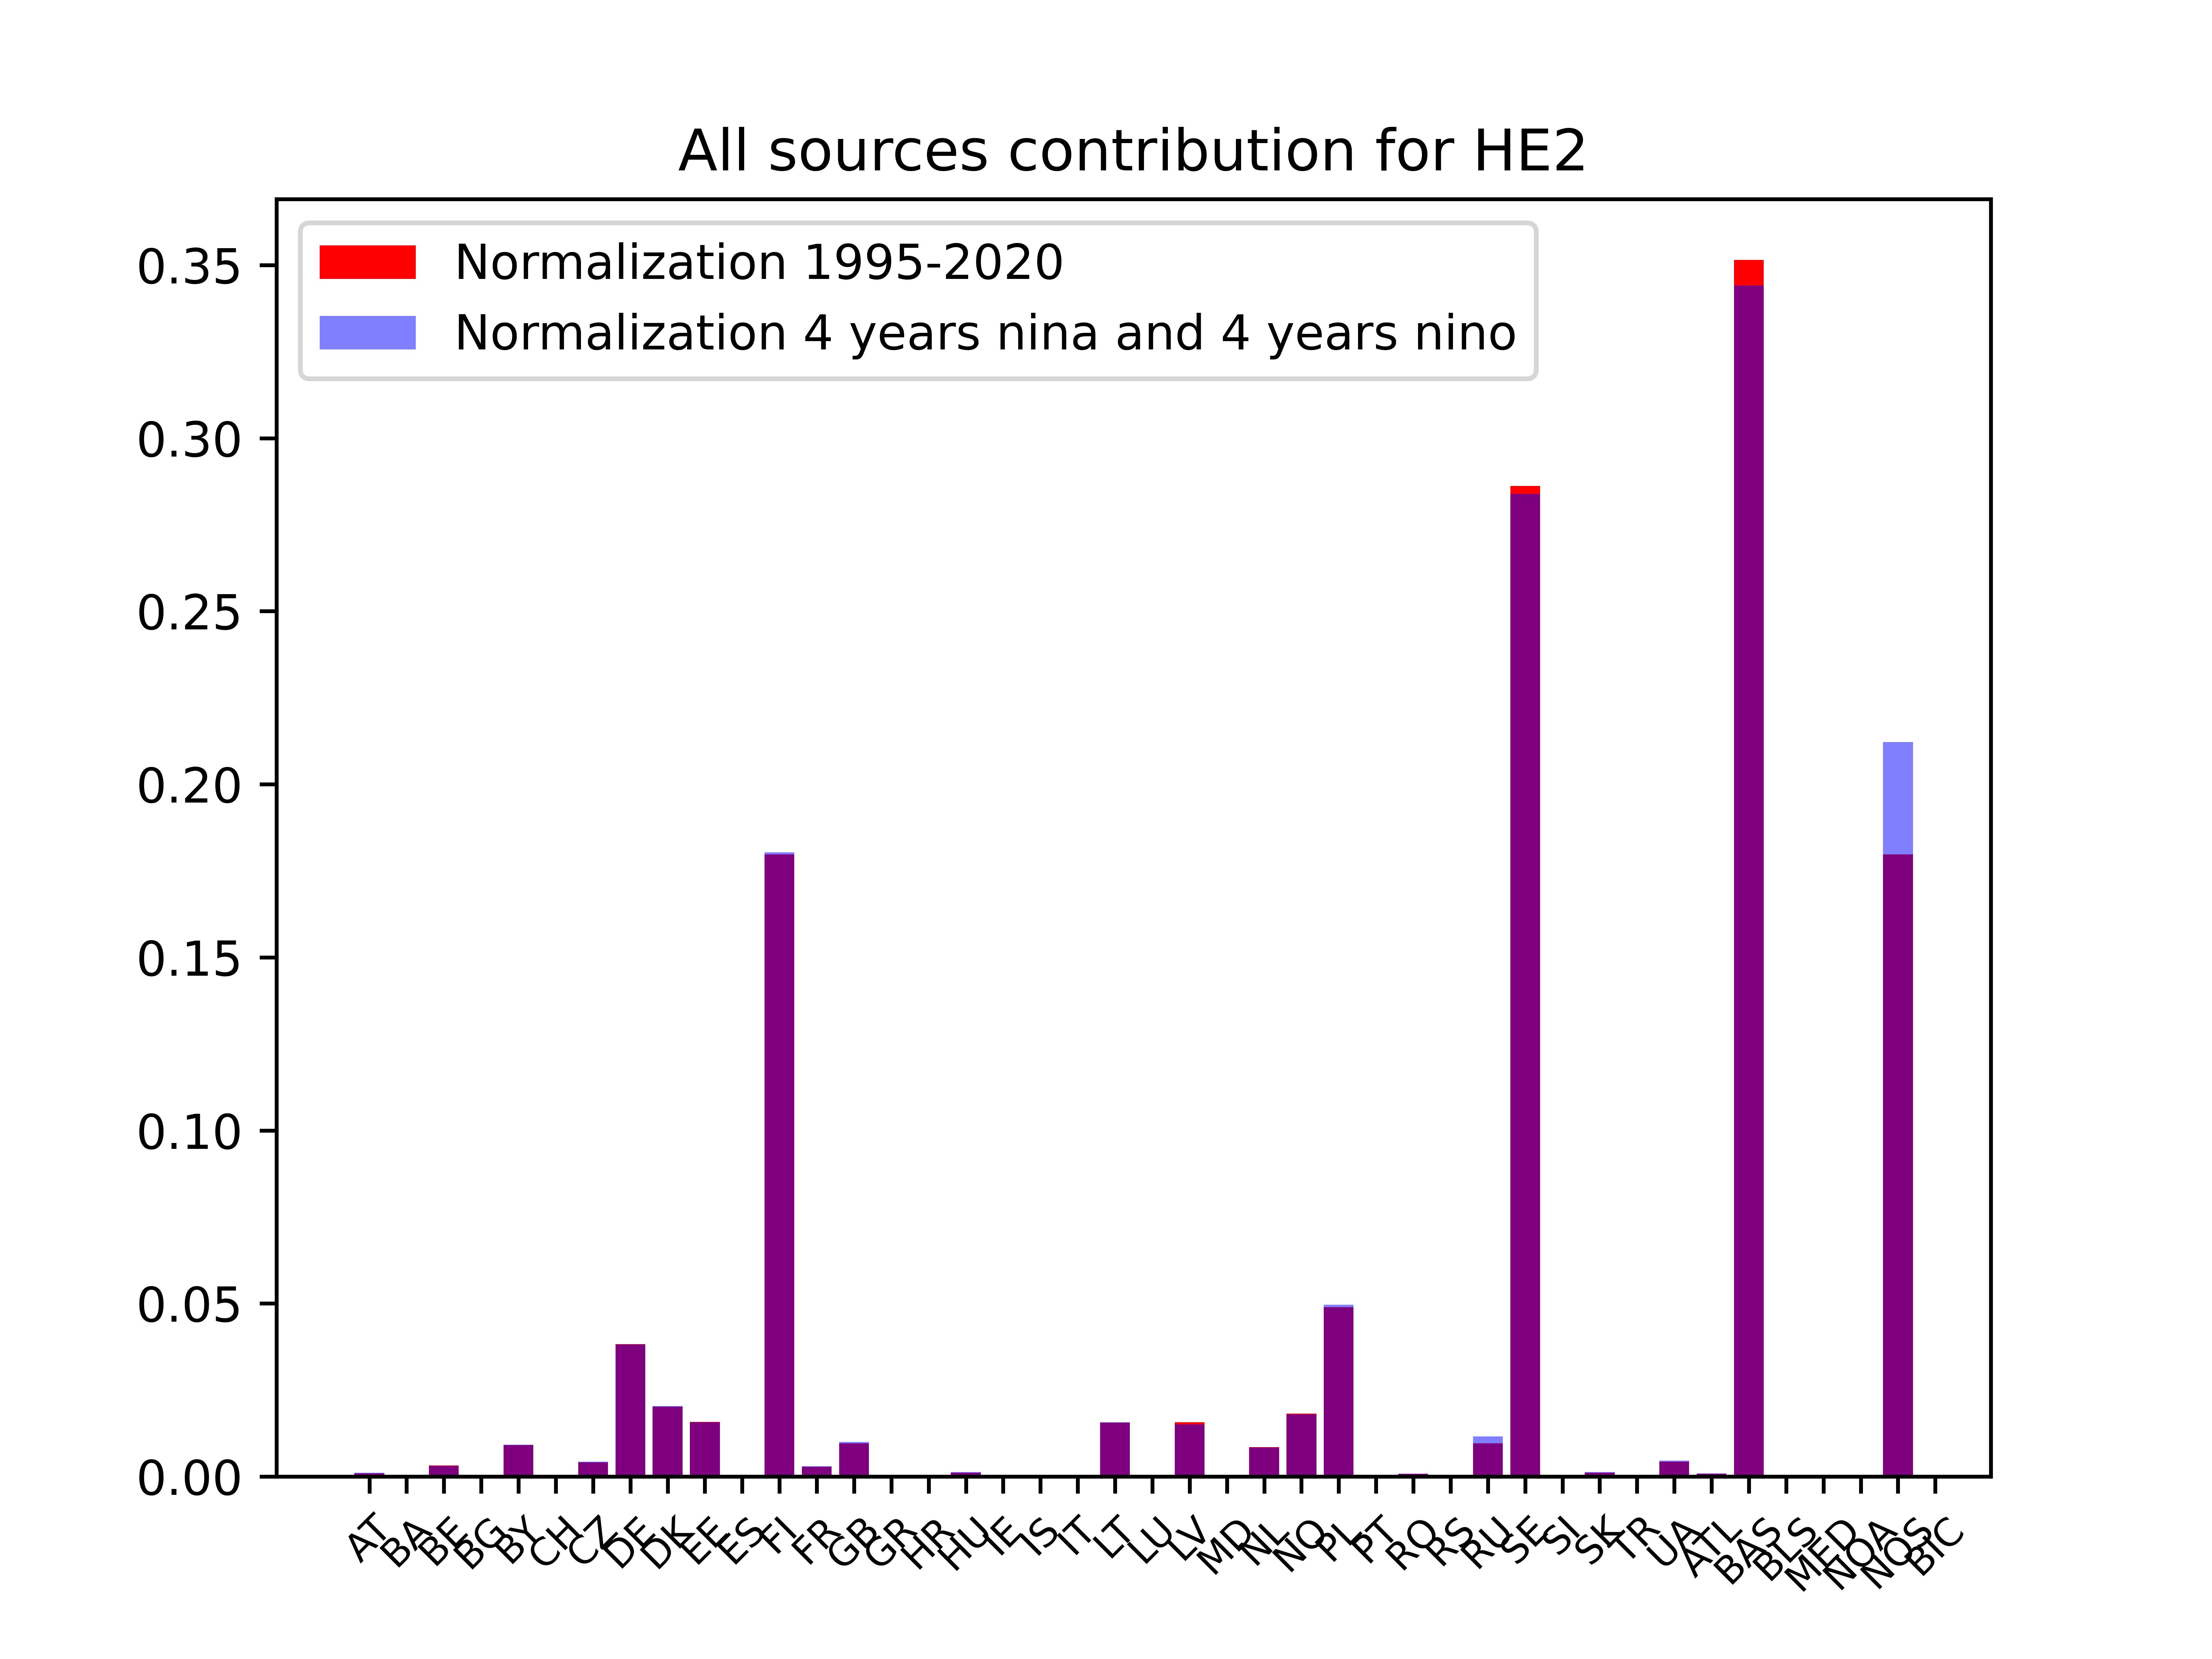 All sources contribution for HE2
Normalization 1995-2020
Normalization 4 years nina and 4 years nino
0.35
0.30
0.25
0.20
0.15
0.10
0.05
0.00
AT BA BE BG BY CH CZ DE DK EE ES FI FR GB GR HR HU IE IS IT LT LU LV MD NL NO PL PT RO RS RU SE SI SK TR UA ATL BAS BLS MED NOA NOS BIC